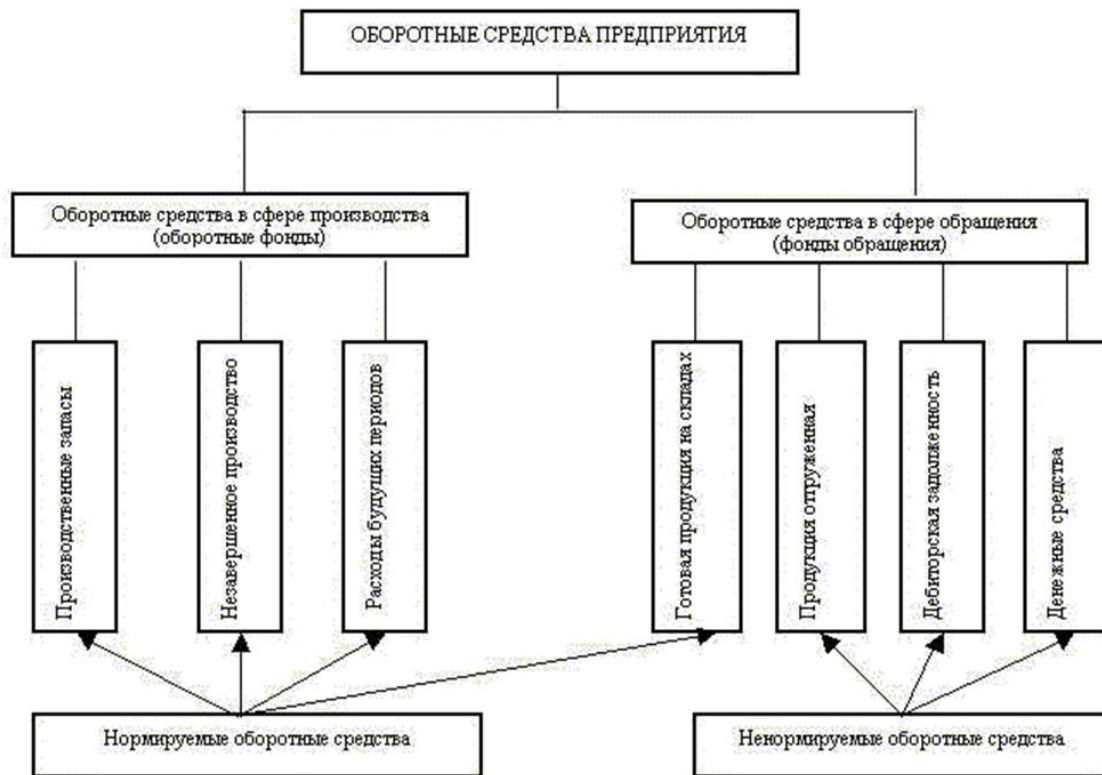 ОБОРОТНЫЕ СРЕДСТВА ПРЕДПРИЯТИЯ
Оборотные средства в сфере производства
(оборотные фонды)
Оборотные средства в сфере обращения
(фонды обращения)
Производственные запасы
Незавершенное производство
Расходы будущих периодов
Готовая продукция на складах
Продукция отгруженная
Дебиторская задолженность
Денежные средства
Нормируемые оборотные средства
Ненормируемые оборотные средства